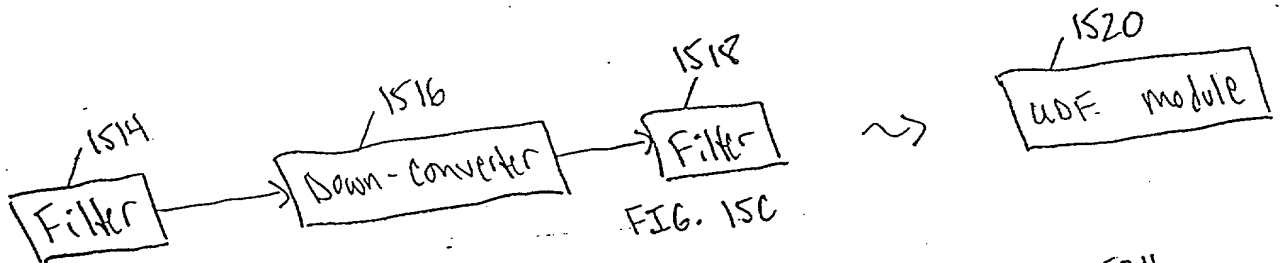 1520
1518
1516
1514
UDF module
Filter
Down-Converter
Filter
FIG. 15C